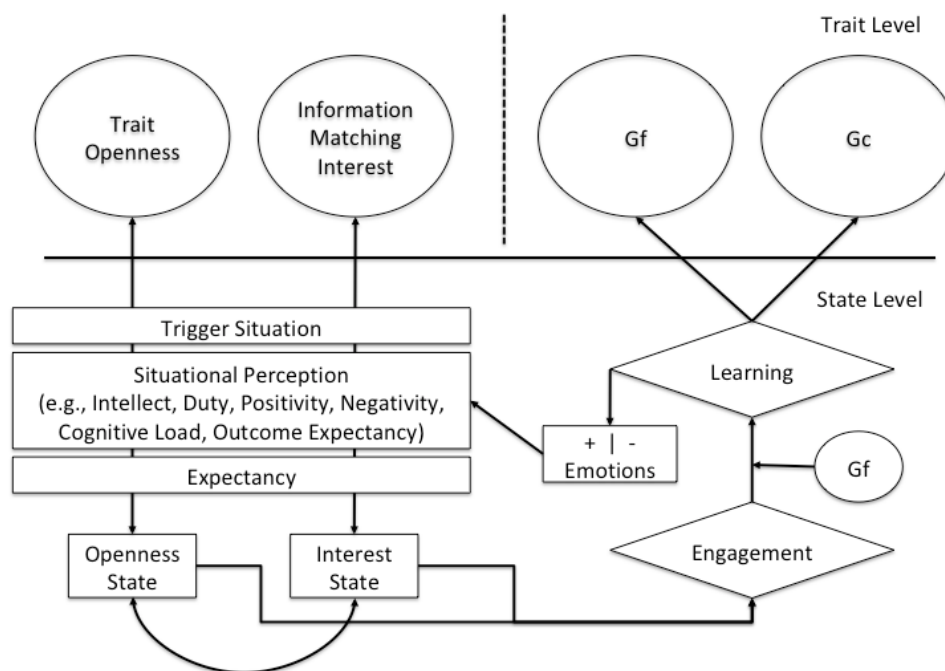 Trait Level
Trait
Openness
Information
Matching
Interest
Gf
Gc
State Level
Trigger Situation
Situational Perception
(e.g., Intellect, Duty, Positivity, Negativity,
Cognitive Load, Outcome Expectancy)
Expectancy
Openness
State
Interest
State
+ | -
Emotions
Learning
Gf
Engagement